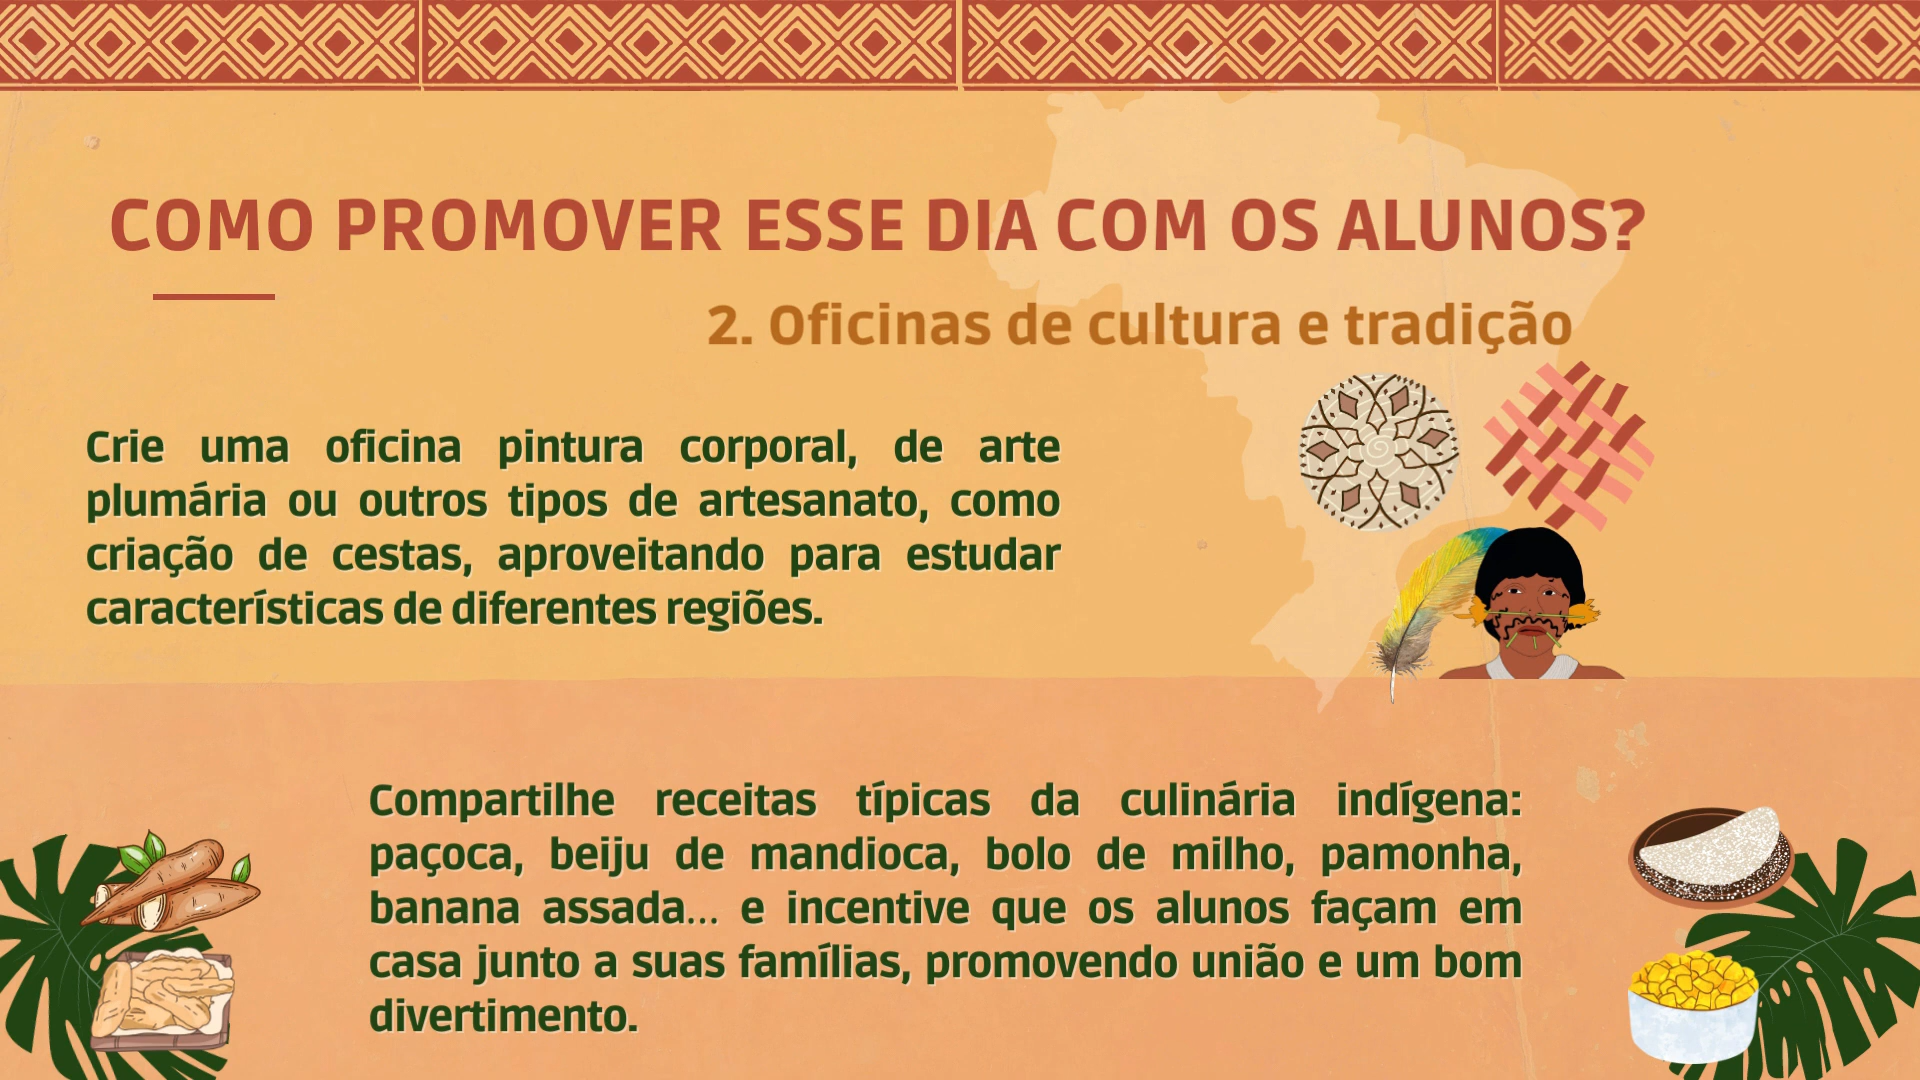 COMO PROMOVER ESSE DIA COM OS ALUNOS?
2. Oficinas de cultura e tradição
Crie uma oficina pintura corporal, de arte
plumária ou outros tipos de artesanato, como
criação de cestas, aproveitando para estudar
características de diferentes regiões.
Compartilhe receitas típicas da culinária indígena:
paçoca, beiju de mandioca, bolo de milho, pamonha,
banana assada... e incentive que os alunos façam em
casa junto a suas famílias, promovendo união e um bom
divertimento.